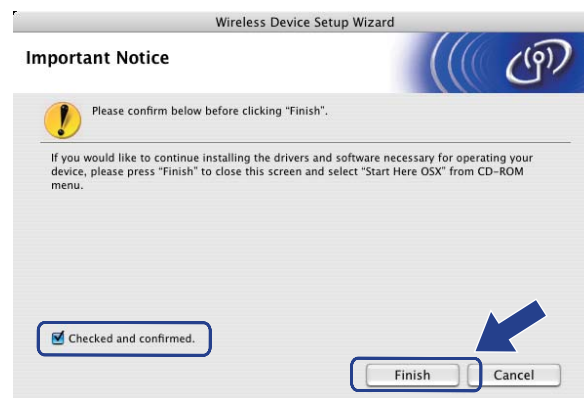 Wireless Device Setup Wizard
Important Notice
Please confirm below before clicking “Finish”.
If you would like to continue installing the drivers and software necessary for operating your
device, please press “Finish” to close this screen and select “Start Here OSX” from CD-ROM
menu.
Checked and confirmed.
Finish Cancel